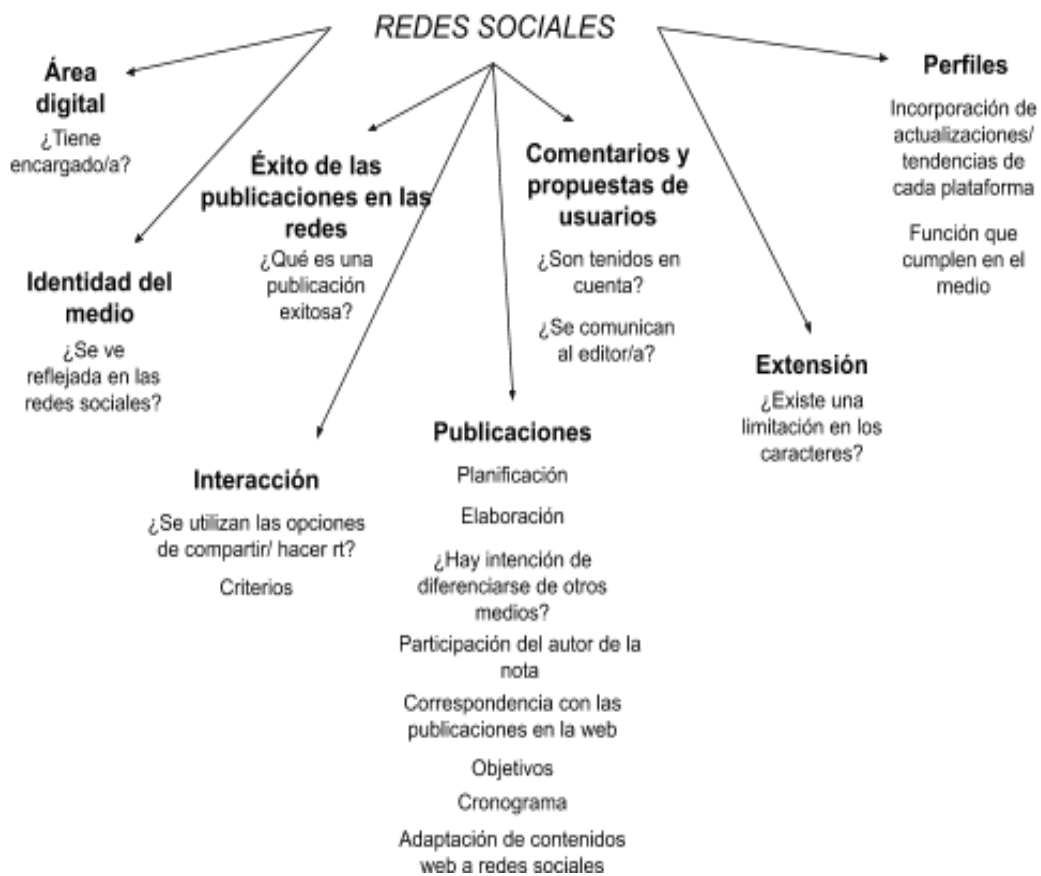 REDES SOCIALES
Área
digital
¿Tiene
encargado/a?
Identidad del
medio
¿Se ve
reflejada en las
redes sociales?
Éxito de las
publicaciones en las
redes
¿Qué es una
publicación
exitosa?
Interacción
¿Se utilizan las opciones
de compartir/ hacer rt?
Criterios
Comentarios y
propuestas de
usuarios
¿Son tenidos en
cuenta?
¿Se comunican
al editor/a?
Publicaciones
Planificación
Elaboración
¿Hay intención de
diferenciarse de otros
medios?
Participación del autor de la
nota
Correspondencia con las
publicaciones en la web
Objetivos
Cronograma
Adaptación de contenidos
web a redes sociales
Extensión
¿Existe una
limitación en los
caracteres?
Perfiles
Incorporación de
actualizaciones/
tendencias de
cada plataforma
Función que
cumplen en el
medio